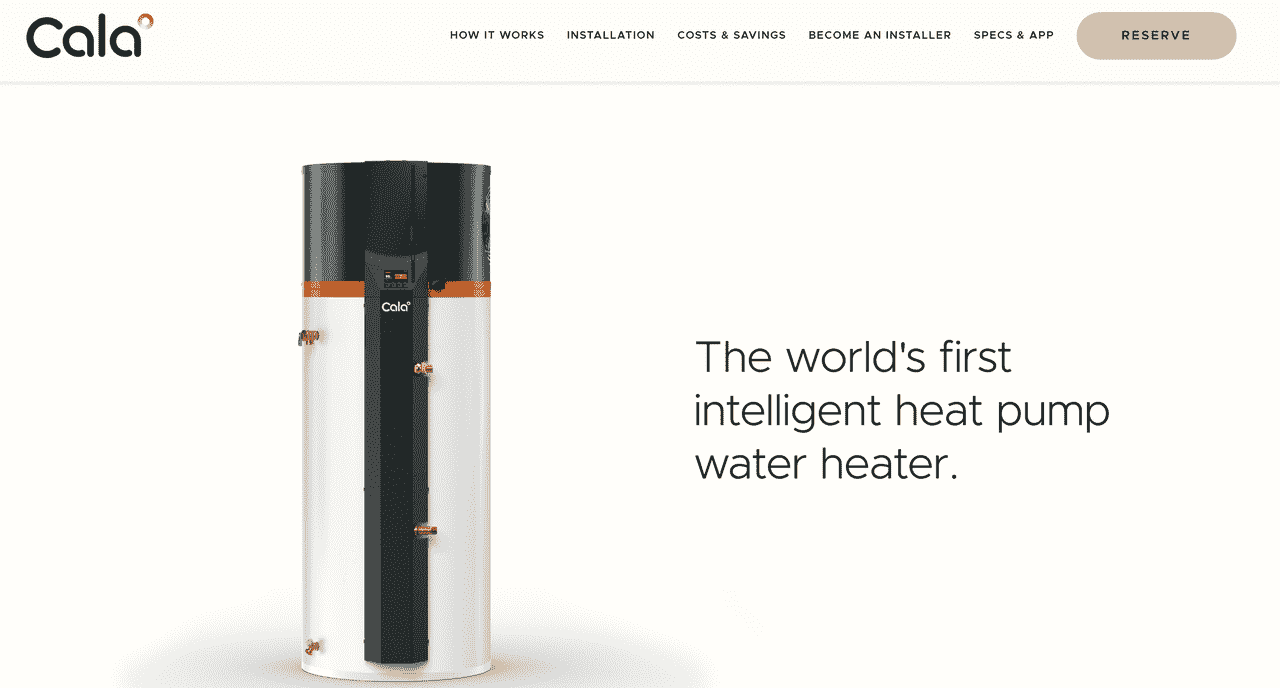 Cala
HOW IT WORKS
INSTALLATION
COSTS & SAVINGS
BECOME AN INSTALLER
SPECS & APP
RESERVE
Cala
The world's first
intelligent heat pump
water heater.